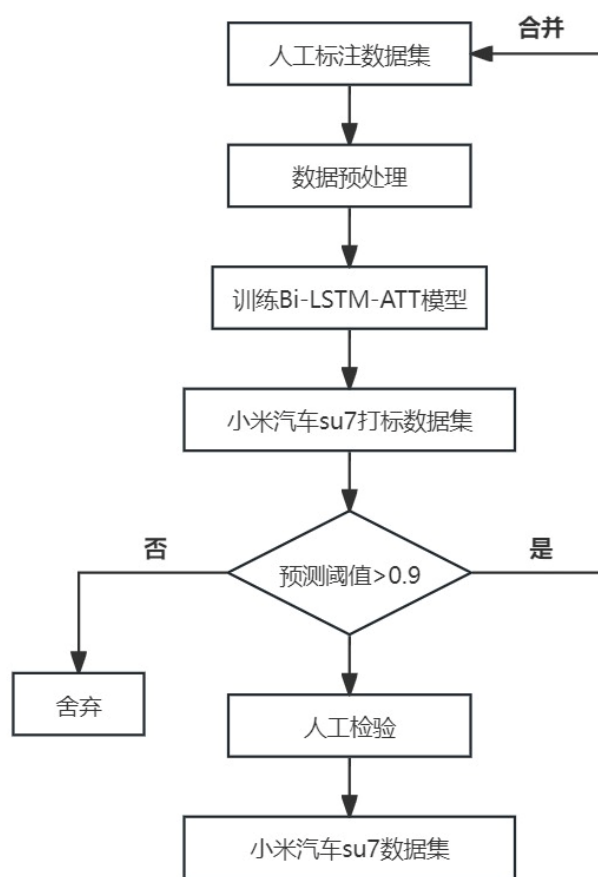 合并
人工标注数据集
数据预处理
训练Bi-LSTM-ATT模型
小米汽车su7打标数据集
否
是
预测阈值>0.9
舍弃
人工检验
小米汽车su7数据集